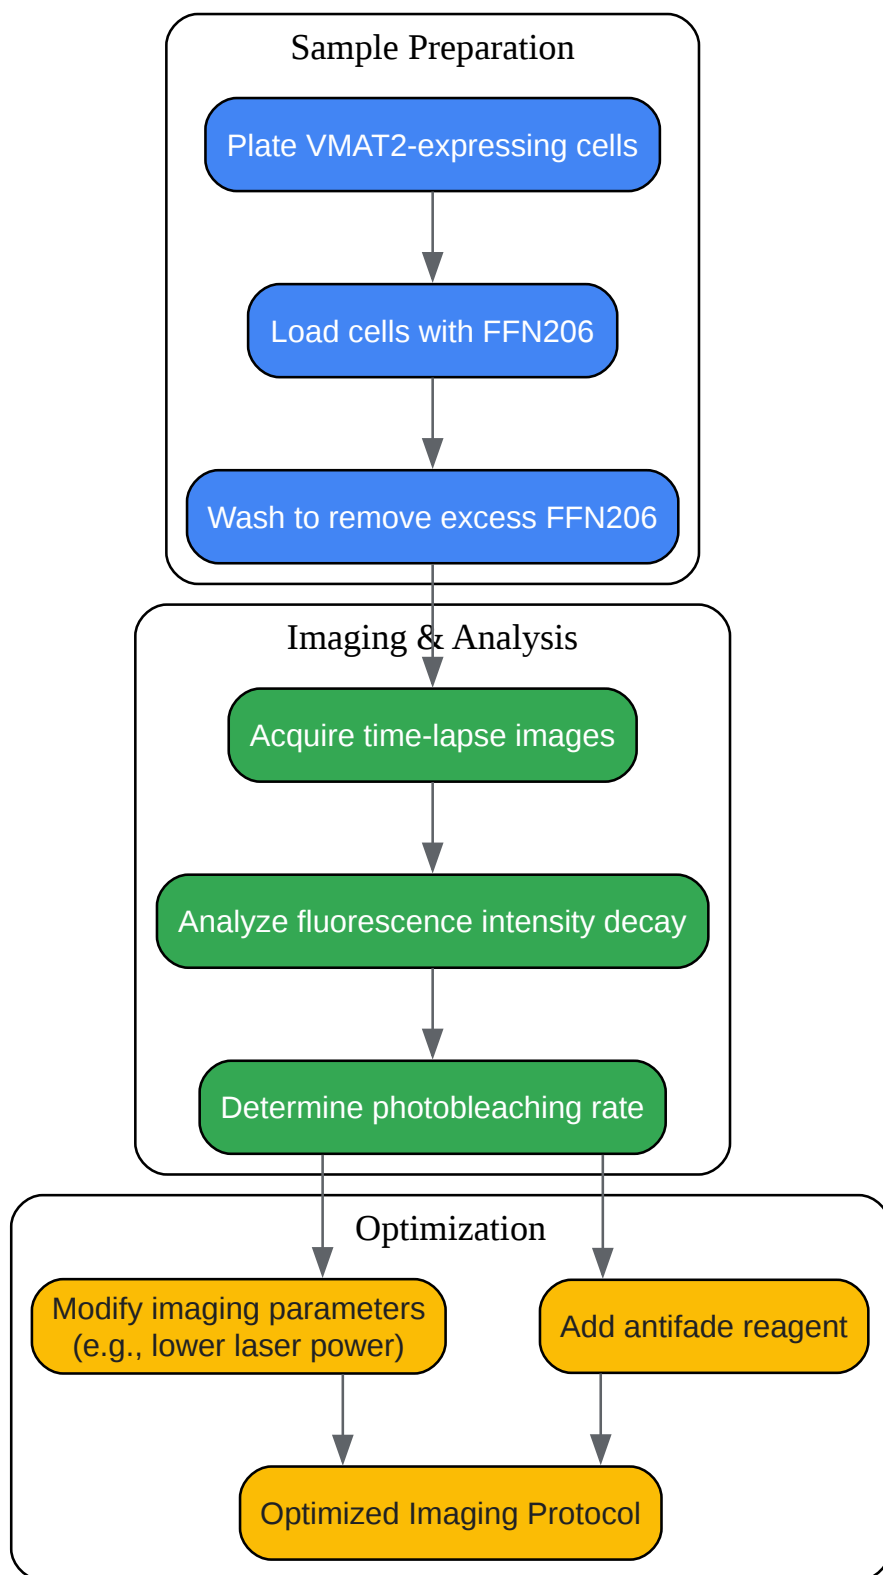 Sample Preparation
Plate VMAT2-expressing cells
Load cells with FFN206
Wash to remove excess FFN206
Imaging & Analysis
Acquire time-lapse images
Analyze fluorescence intensity decay
Determine photobleaching rate
Optimization
Modify imaging parameters
(e.g., lower laser power)
Add antifade reagent
Optimized Imaging Protocol